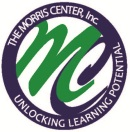 THE MORRIS CENTER, Inc.
MC
UNLOCKING LEARNING POTENTIAL